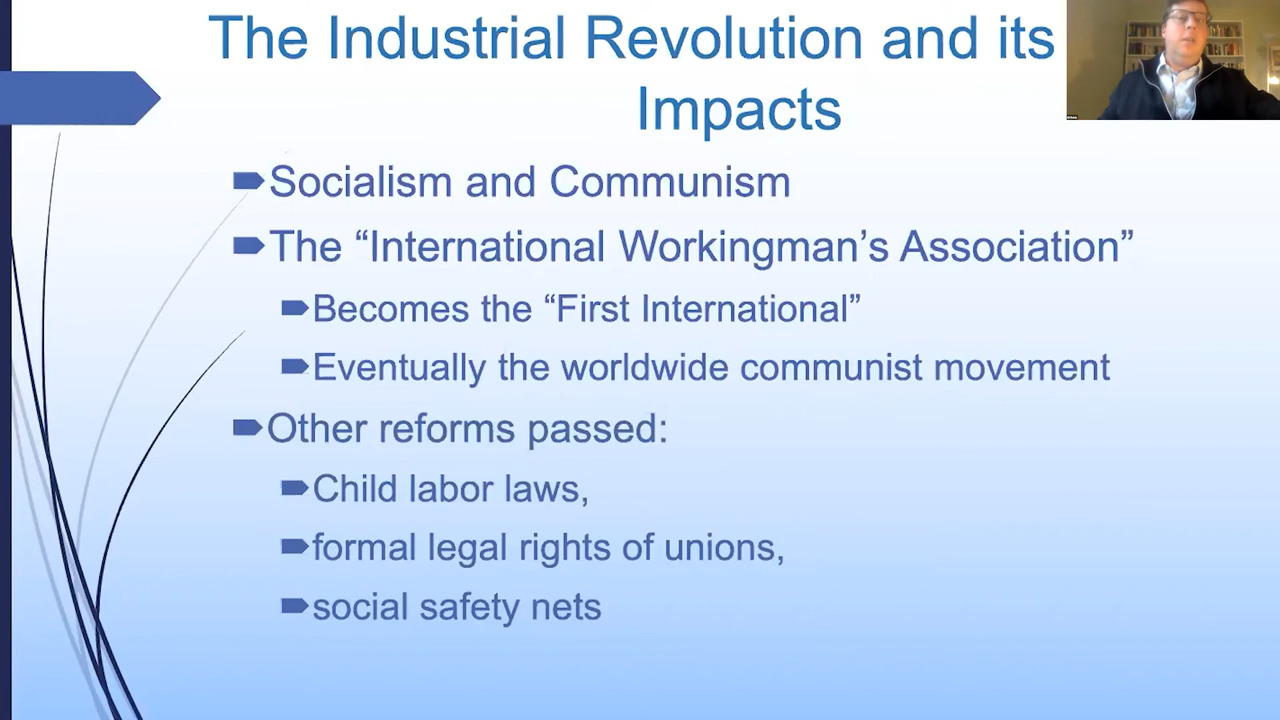 The Industrial Revolution and its
Impacts
Socialism and Communism
The “International Workingman’s Association”
Becomes the “First International”
Eventually the worldwide communist movement
Other reforms passed:
Child labor laws,
formal legal rights of unions,
social safety nets